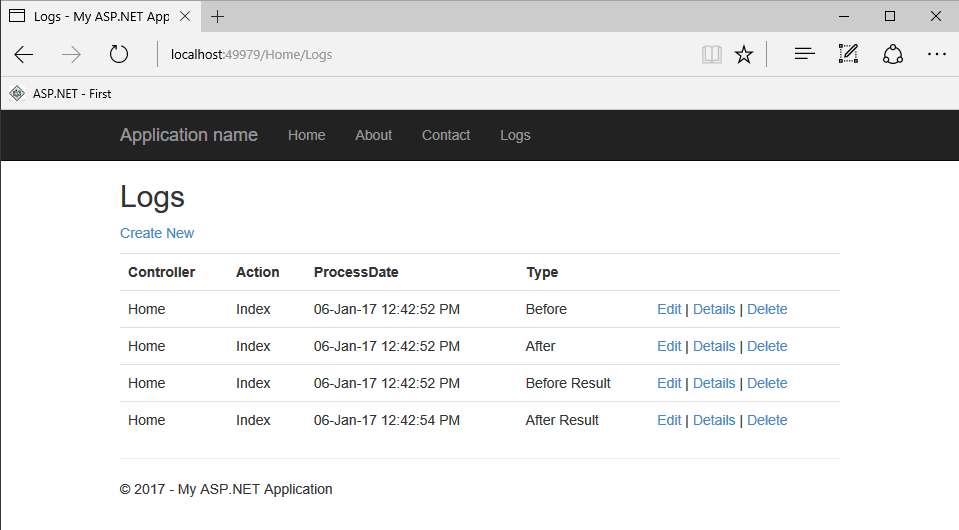 Logs - My ASP.NET App
localhost:49979/Home/Logs
ASP.NET - First
Application name Home About Contact Logs
Logs
Create New
Controller Action ProcessDate Type
Home Index 06-Jan-17 12:42:52 PM Before Edit | Details | Delete
Home Index 06-Jan-17 12:42:52 PM After Edit | Details | Delete
Home Index 06-Jan-17 12:42:52 PM Before Result Edit | Details | Delete
Home Index 06-Jan-17 12:42:54 PM After Result Edit | Details | Delete
© 2017 - My ASP.NET Application